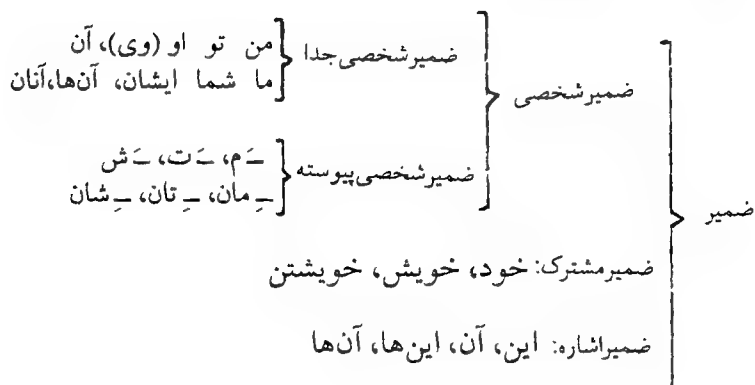 ضمیر
ضمیرشخصی
ضمیرشخصی‌جدا
من تو او (وی)، آن
ما شما ایشان، آن‌ها، آنان
ضمیرشخصی‌پیوسته
ـَ م، ـَ ت، ـَ ش
ـِ مان، ـِ تان، ـِ شان
ضمیرمشترک: خود، خویش، خویشتن
ضمیراشاره: این، آن، این‌ها، آن‌ها